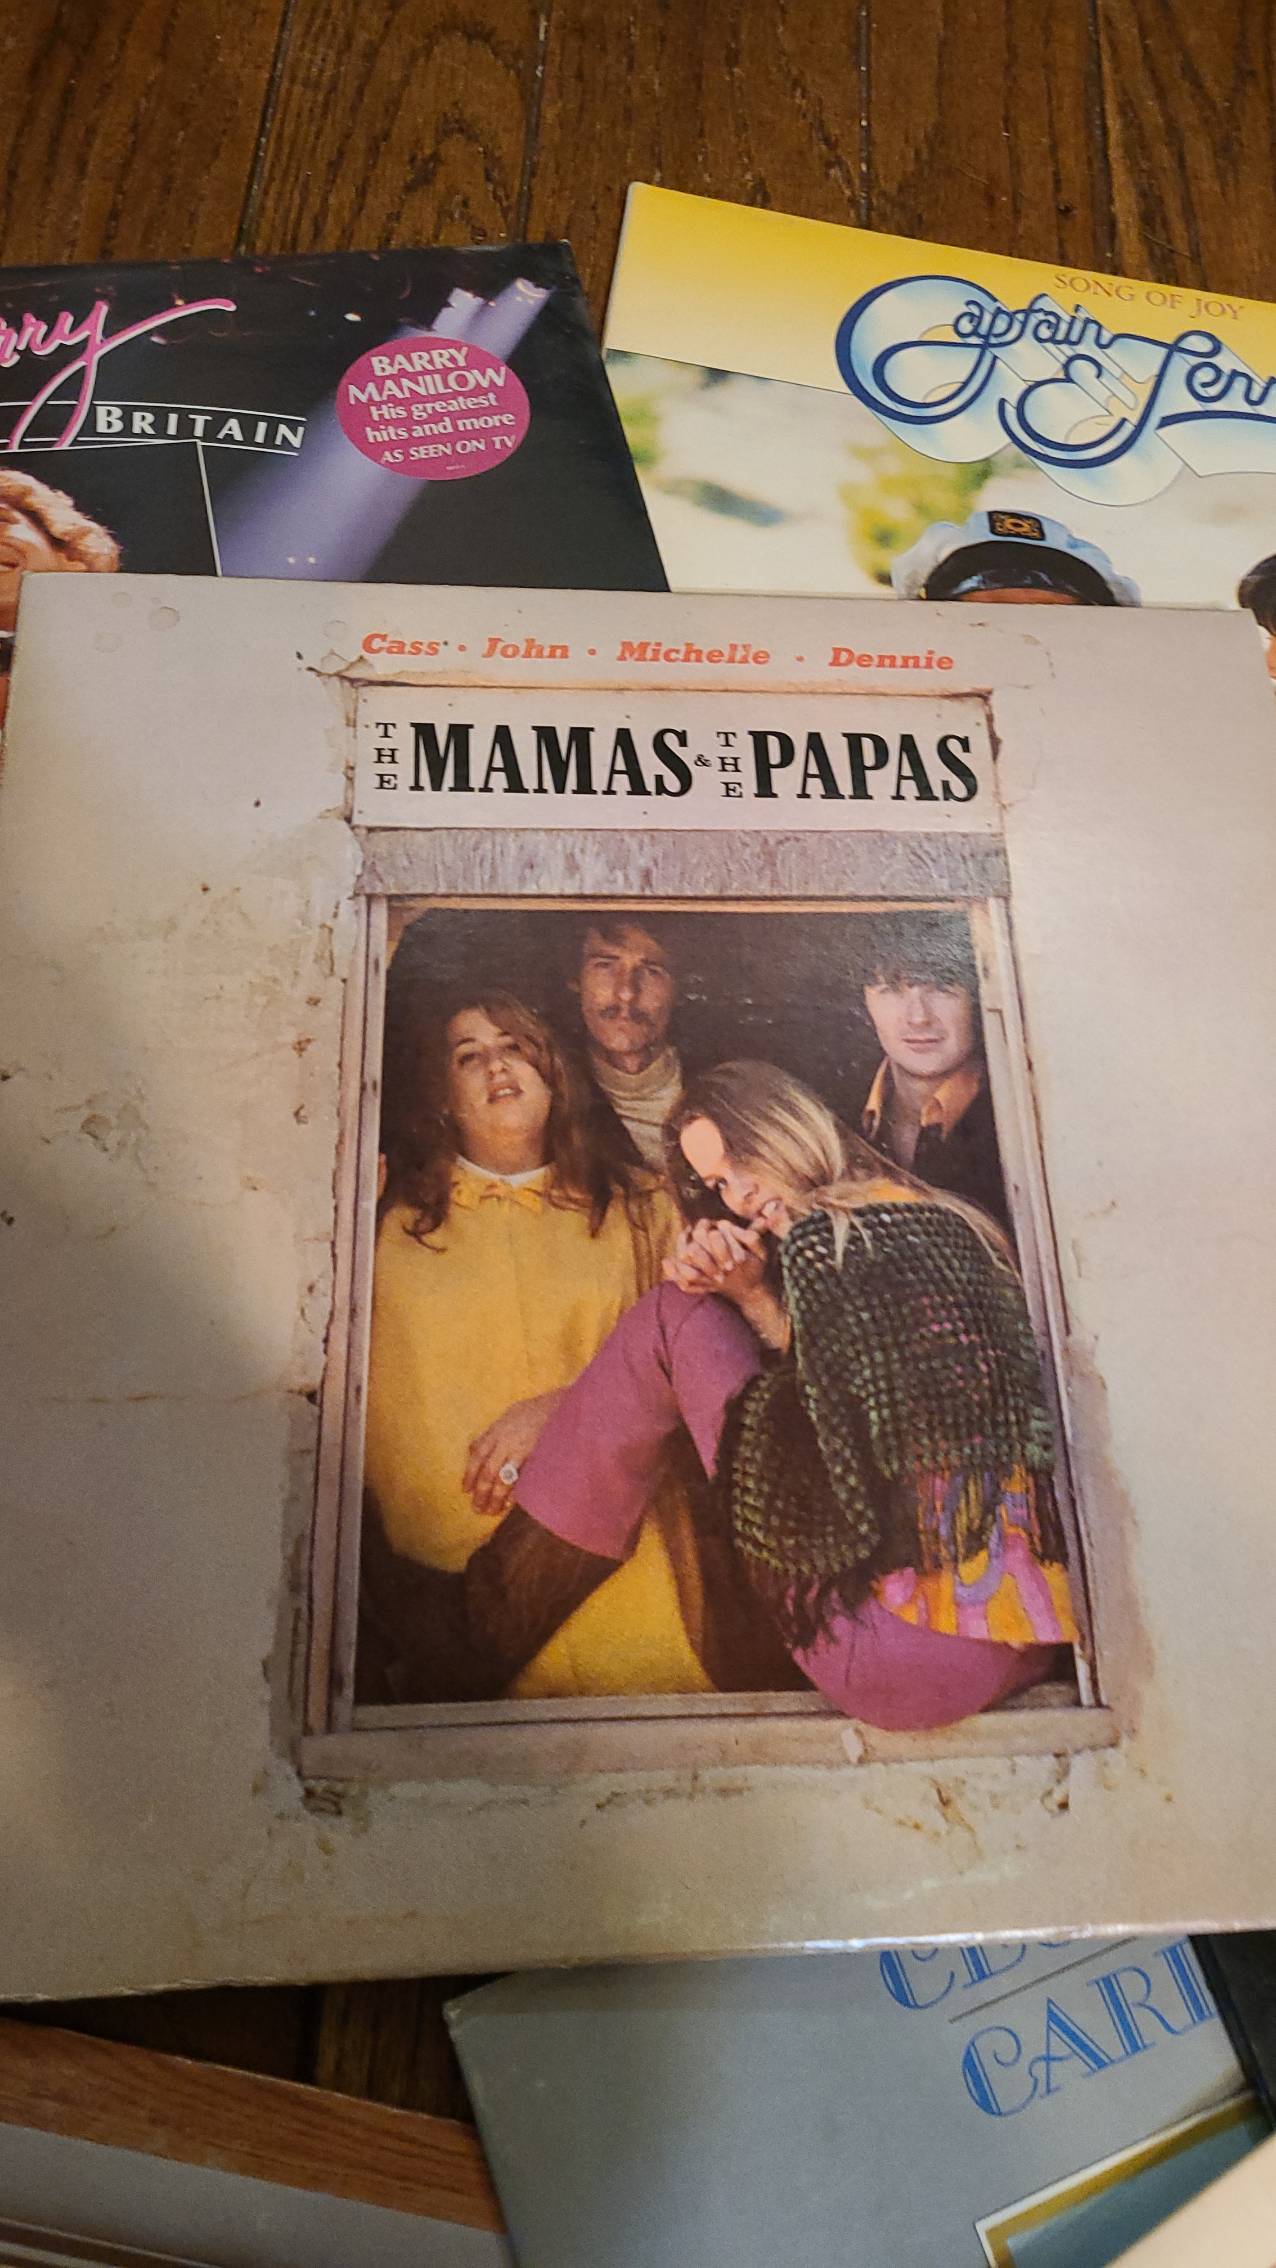 SONG OF JOY
Captain
BRITAIN
BARRY
MANILOW
His greatest
hits and more
AS SEEN ON TV
Cass · John · Michelle · Dennie
THE MAMAS & THE PAPAS